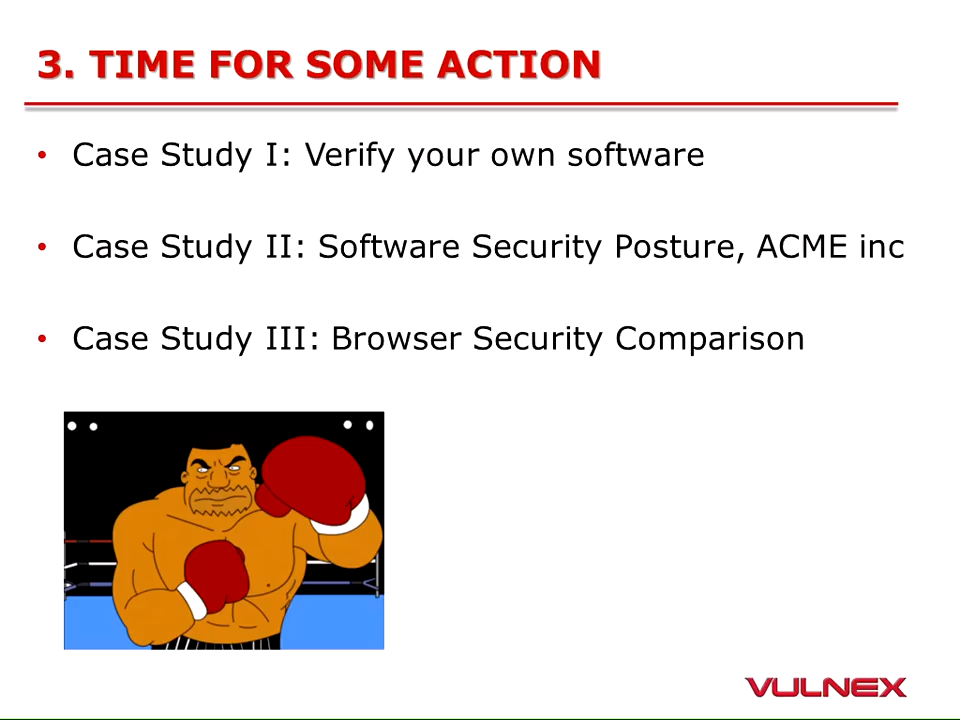 3. TIME FOR SOME ACTION
• Case Study I: Verify your own software
• Case Study II: Software Security Posture, ACME inc
• Case Study III: Browser Security Comparison
VULNEX